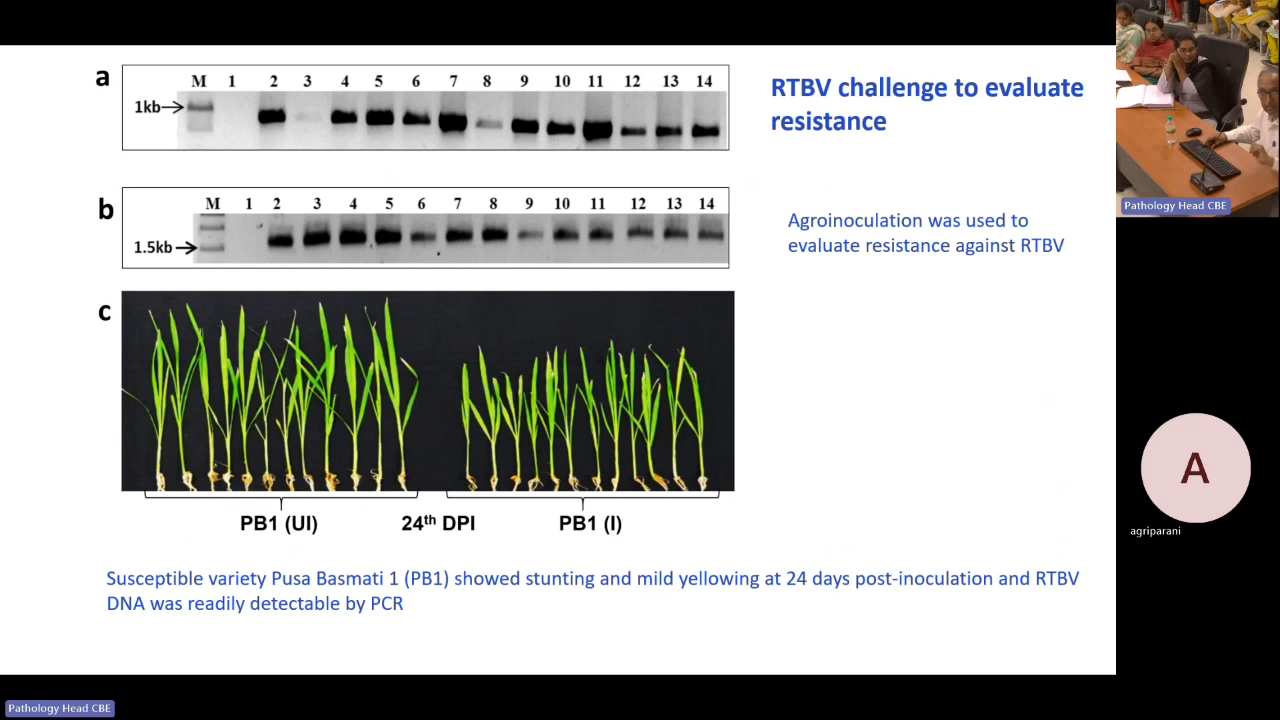 a
M 1 2 3 4 5 6 7 8 9 10 11 12 13 14
1kb
RTBV challenge to evaluate
resistance
b
M 1 2 3 4 5 6 7 8 9 10 11 12 13 14
1.5kb
Agroinoculation was used to
evaluate resistance against RTBV
c
PB1 (UI) 24th DPI PB1 (I)
Susceptible variety Pusa Basmati 1 (PB1) showed stunting and mild yellowing at 24 days post-inoculation and RTBV
DNA was readily detectable by PCR
Pathology Head CBE
A
agriparani
Pathology Head CBE